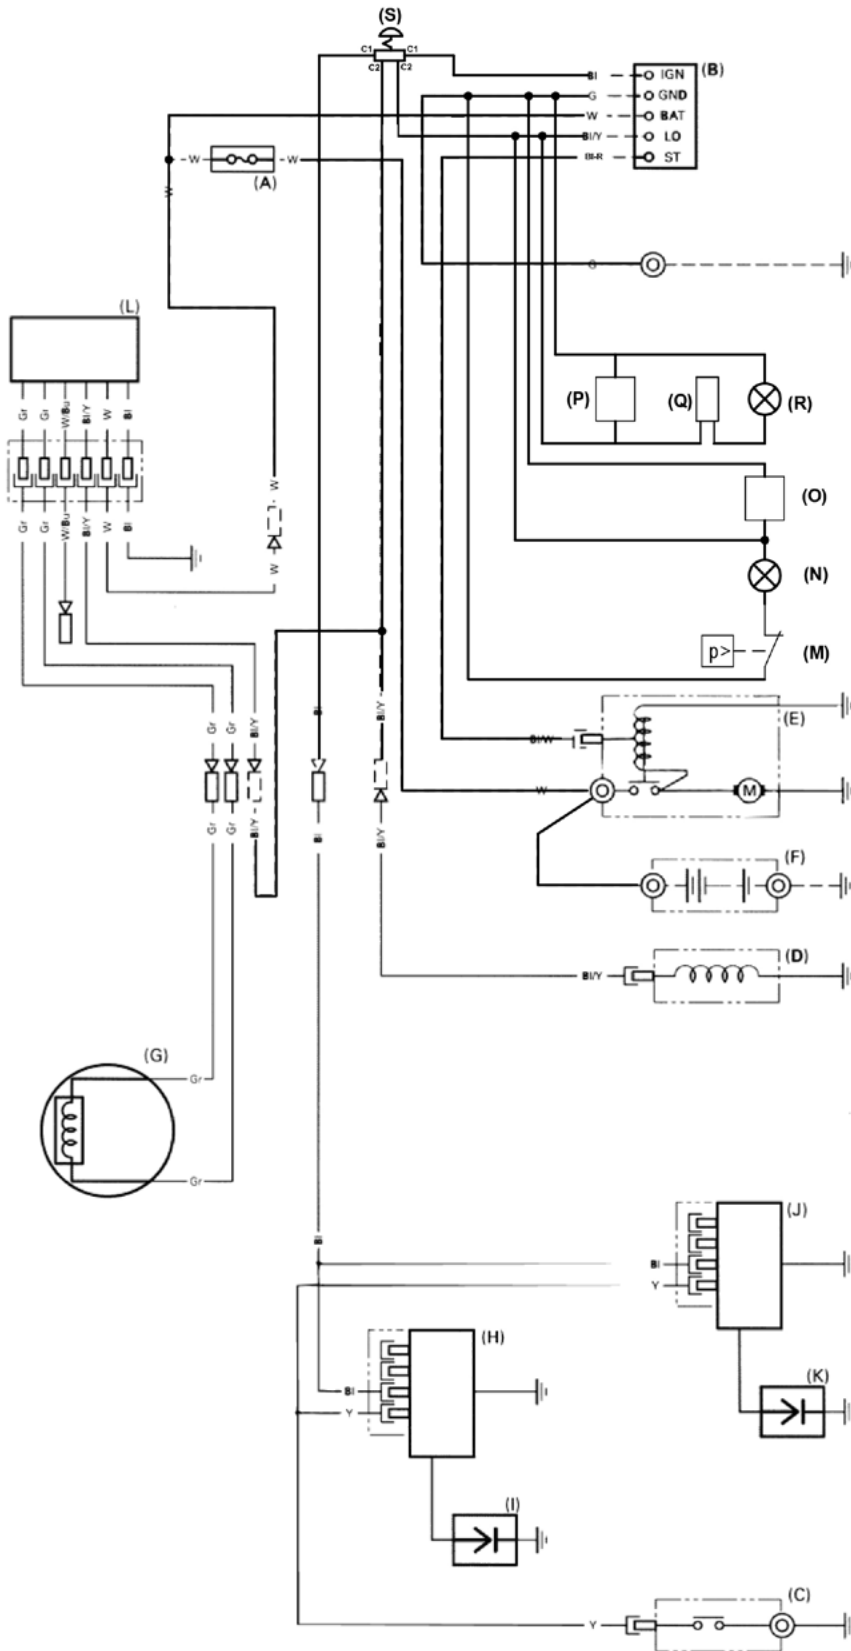 (S)
C1 C1
C2 C2
Bl IGN (B)
G GND
W BAT
Bl/Y LO
Bl-R ST
W W
(A)
W
G
(L)
(P) (Q) (R)
Gr Gr W/Bu Bl/Y W Bl
W
(O)
Gr Gr W/Bu Bl/Y W Bl
W
(N)
p> (M)
Gr Gr Bl/Y Bl Bl/Y
(E)
Bl/W
W M
Gr Gr Bl/Y Bl Bl/Y
(F)
(D)
Bl/Y
(G)
Gr
Gr
(J)
Bl
Bl
Y
(H)
(K)
Bl
Y
(I)
(C)
Y